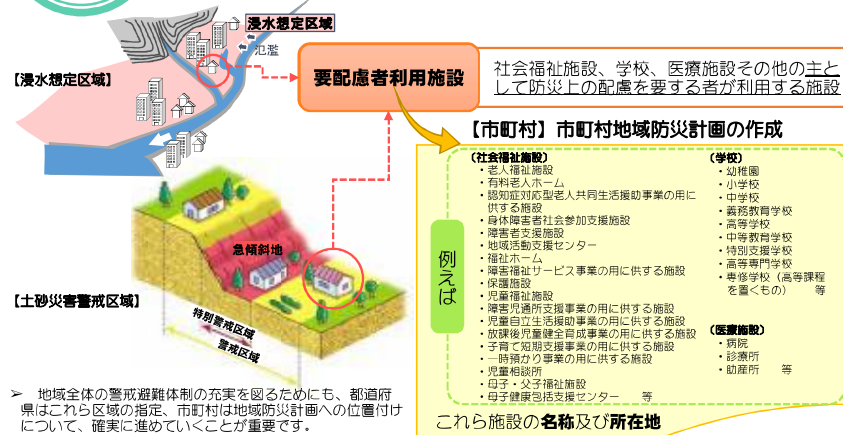 浸水想定区域
氾濫
【浸水想定区域】
要配慮者利用施設
社会福祉施設、学校、医療施設その他の主と
して防災上の配慮を要する者が利用する施設
【市町村】市町村地域防災計画の作成
例えば
(社会福祉施設)
・老人福祉施設
・有料老人ホーム
・認知症対応型老人共同生活援助事業の用に
供する施設
・身体障害者社会参加支援施設
・障害者支援施設
・地域活動支援センター
・福祉ホーム
・障害福祉サービス事業の用に供する施設
・保護施設
・児童福祉施設
・障害児通所支援事業の用に供する施設
・児童自立生活援助事業の用に供する施設
・放課後児童健全育成事業の用に供する施設
・子育て短期支援事業の用に供する施設
・一時預かり事業の用に供する施設
・児童相談所
・母子・父子福祉施設
・母子健康包括支援センター 等
(学校)
・幼稚園
・小学校
・中学校
・義務教育学校
・高等学校
・中等教育学校
・特別支援学校
・高等専門学校
・専修学校（高等課程
を置くもの） 等
(医療施設)
・病院
・診療所
・助産所 等
これら施設の名称及び所在地
急傾斜地
【土砂災害警戒区域】
特別警戒区域
警戒区域
➢ 地域全体の警戒避難体制の充実を図るためにも、都道府
県はこれら区域の指定、市町村は地域防災計画への位置付け
について、確実に進めていくことが重要です。